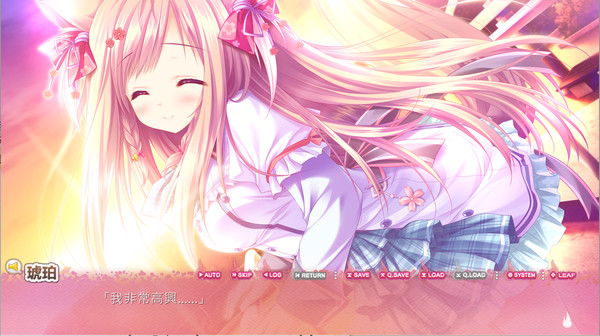 琥珀
AUTO SKIP LOG RETURN SAVE Q.SAVE LOAD Q.LOAD SYSTEM LEAF
「我非常高興……」